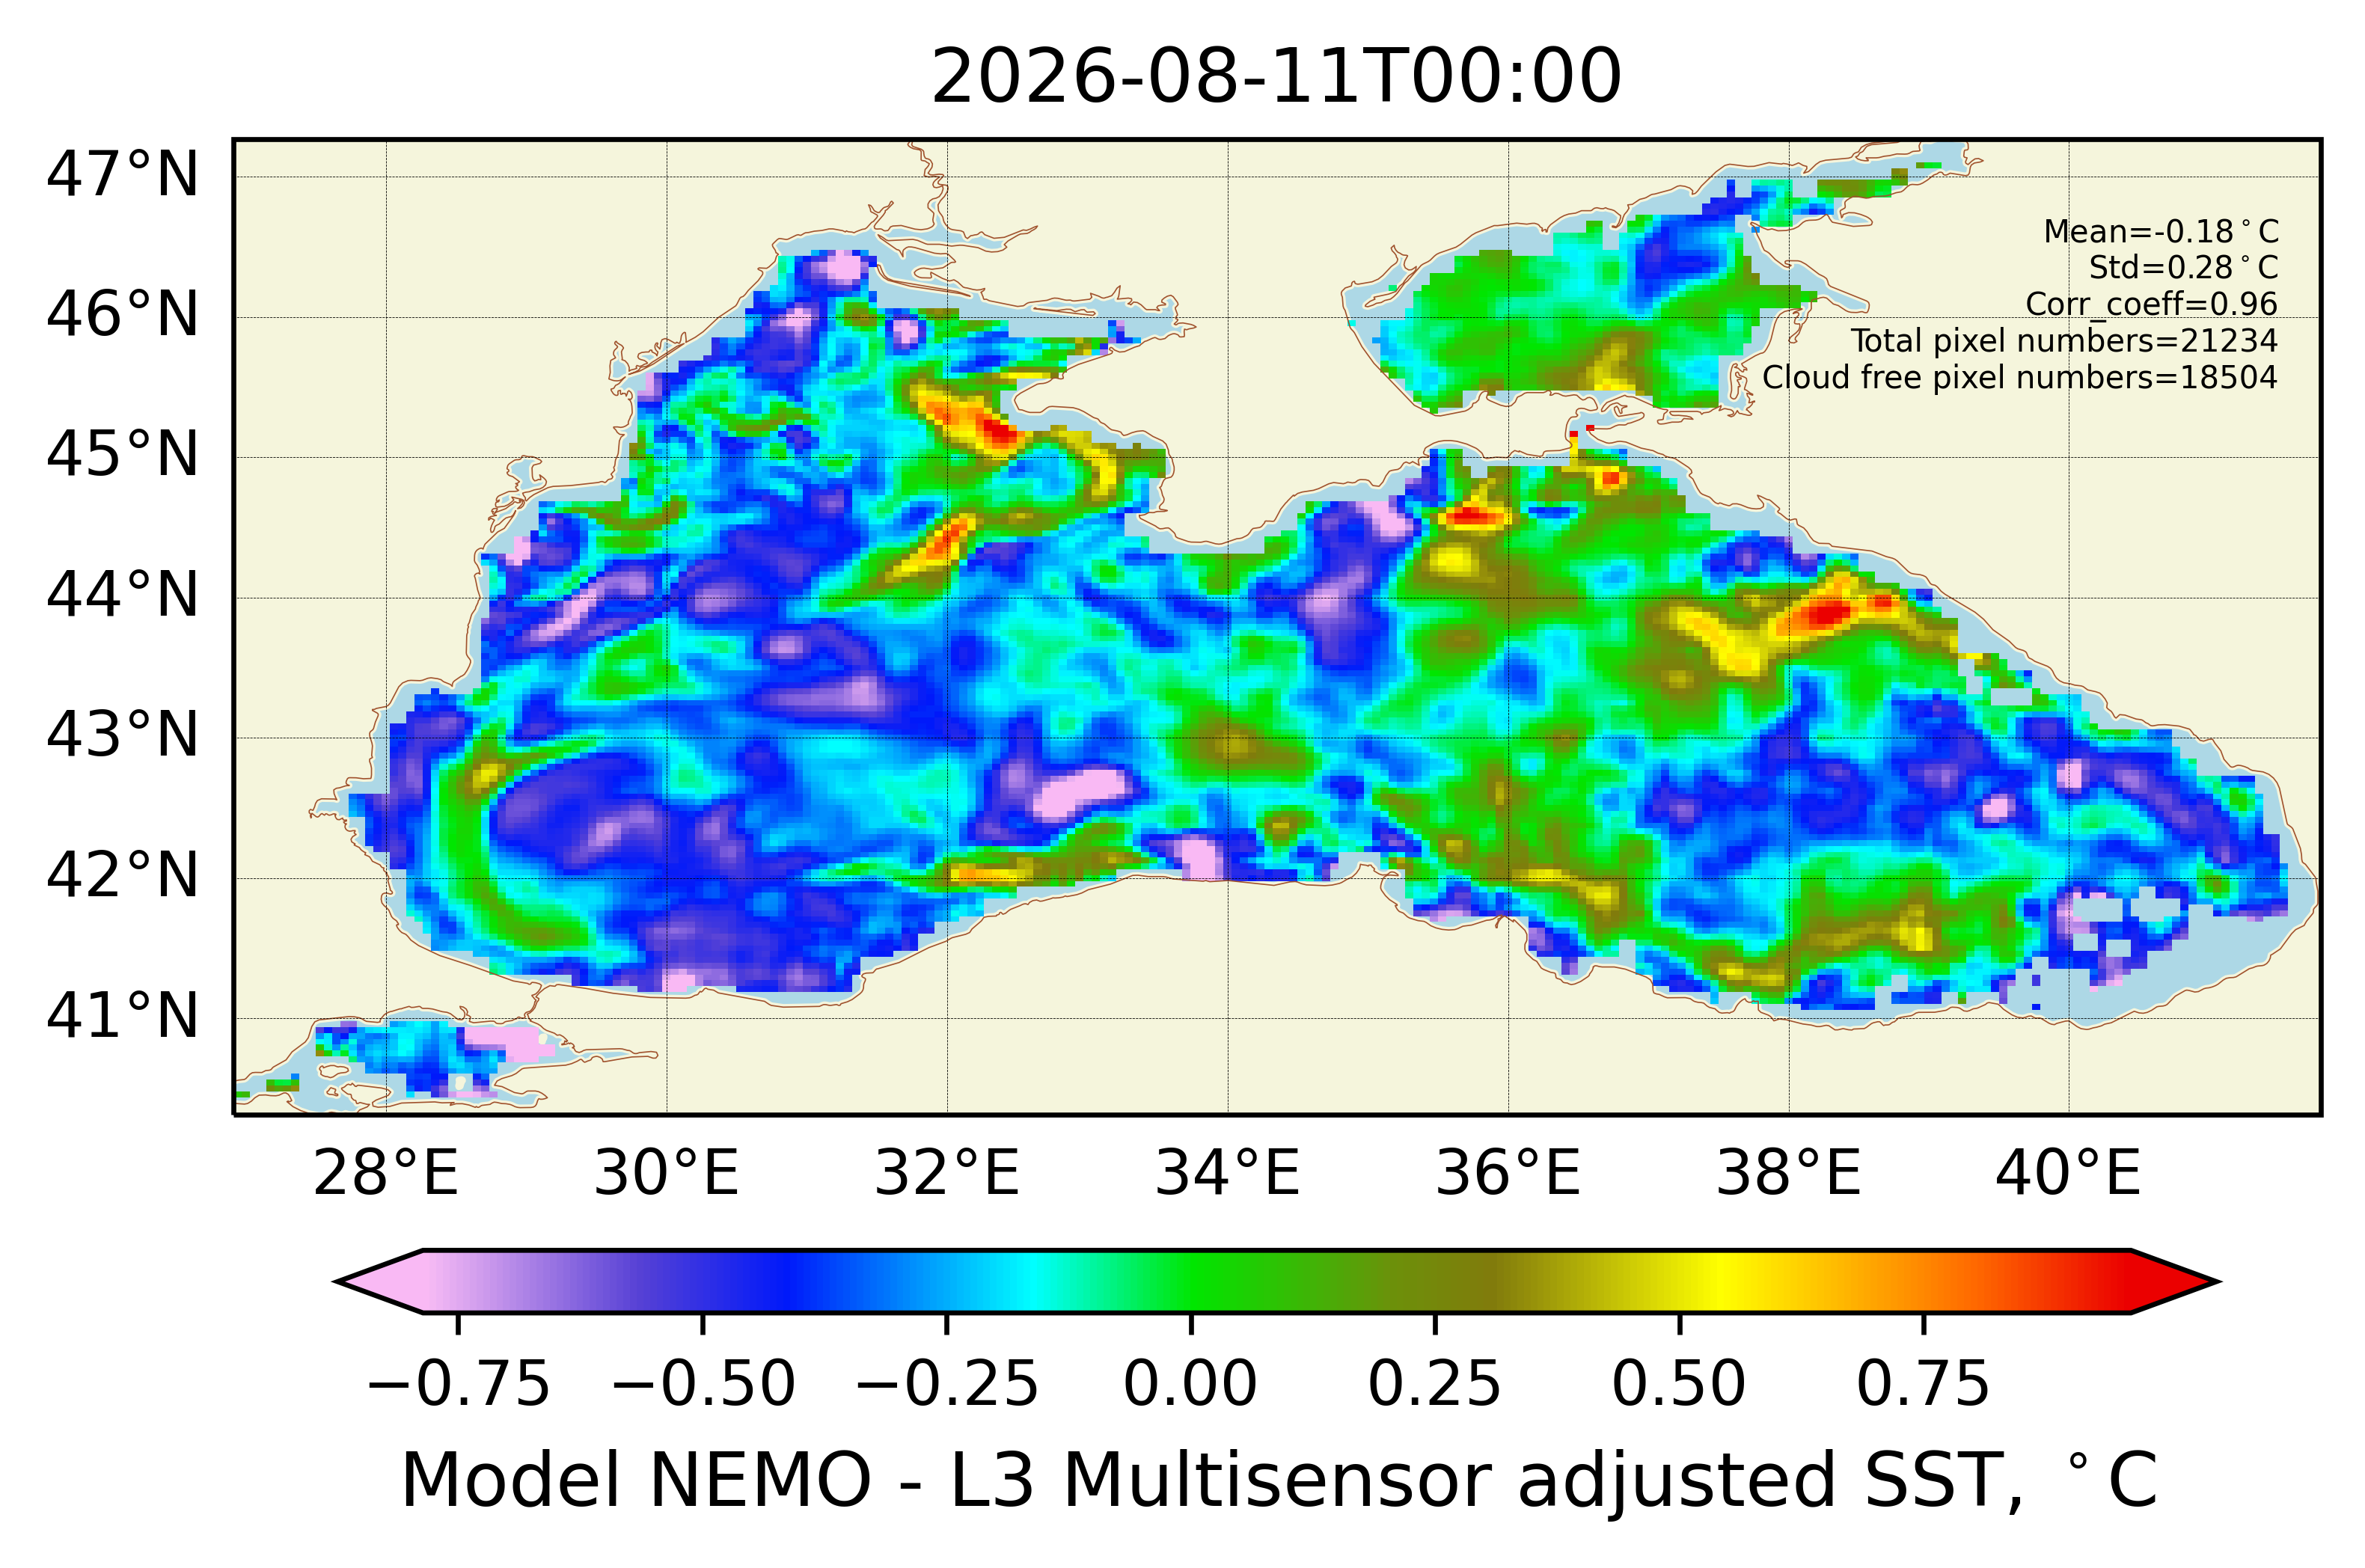 2026-08-11T00:00
47°N
46°N
45°N
44°N
43°N
42°N
41°N
Mean=-0.18°C
Std=0.28°C
Corr_coeff=0.96
Total pixel numbers=21234
Cloud free pixel numbers=18504
28°E 30°E 32°E 34°E 36°E 38°E 40°E
−0.75 −0.50 −0.25 0.00 0.25 0.50 0.75
Model NEMO - L3 Multisensor adjusted SST, °C